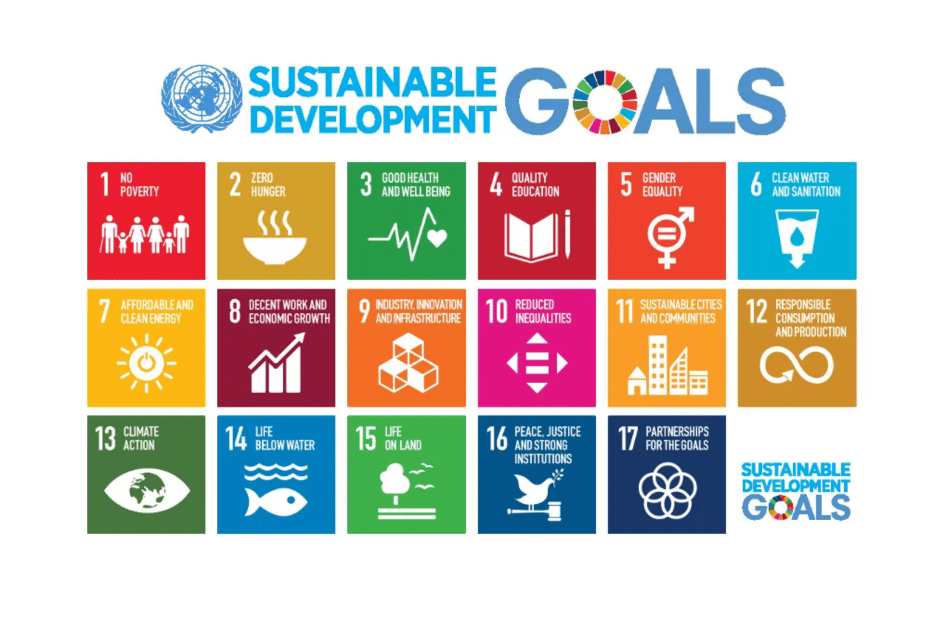 SUSTAINABLE
DEVELOPMENT
GOALS
1 NO
POVERTY
2 ZERO
HUNGER
3 GOOD HEALTH
AND WELL BEING
4 QUALITY
EDUCATION
5 GENDER
EQUALITY
6 CLEAN WATER
AND SANITATION
7 AFFORDABLE AND
CLEAN ENERGY
8 DECENT WORK AND
ECONOMIC GROWTH
9 INDUSTRY, INNOVATION
AND INFRASTRUCTURE
10 REDUCED
INEQUALITIES
11 SUSTAINABLE CITIES
AND COMMUNITIES
12 RESPONSIBLE
CONSUMPTION
AND PRODUCTION
13 CLIMATE
ACTION
14 LIFE
BELOW WATER
15 LIFE
ON LAND
16 PEACE, JUSTICE
AND STRONG
INSTITUTIONS
17 PARTNERSHIPS
FOR THE GOALS
SUSTAINABLE
DEVELOPMENT
GOALS